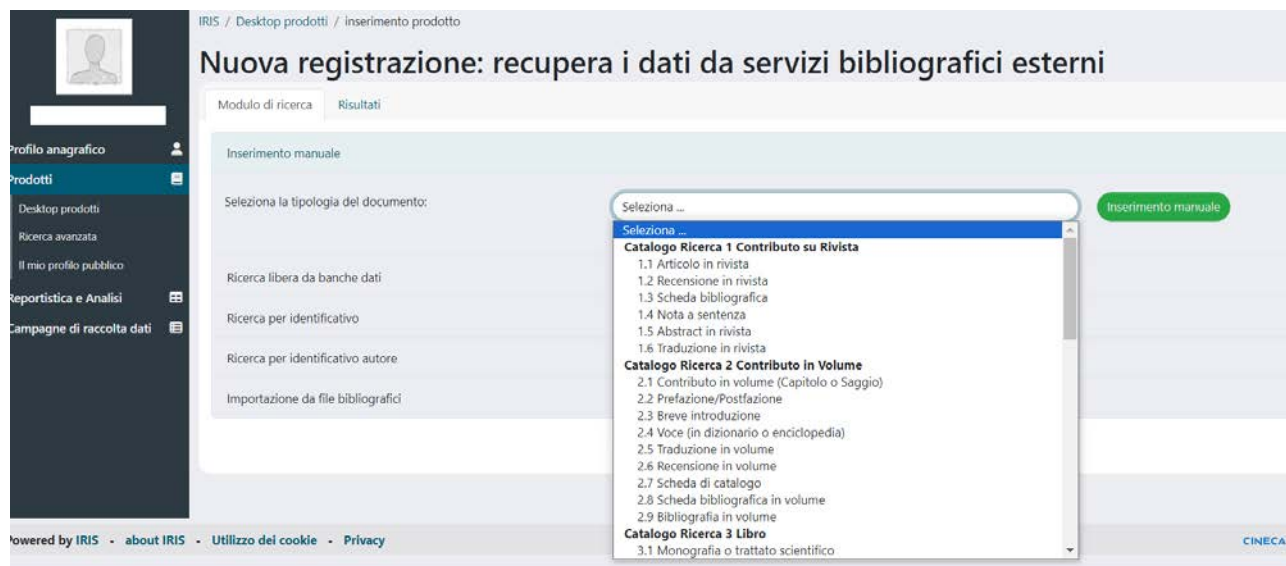 IRIS / Desktop prodotti / inserimento prodotto
Nuova registrazione: recupera i dati da servizi bibliografici esterni
Modulo di ricerca Risultati
Profilo anagrafico
Prodotti
Desktop prodotti
Ricerca avanzata
Il mio profilo pubblico
Reportistica e Analisi
Campagne di raccolta dati
Inserimento manuale
Seleziona la tipologia del documento:
Seleziona ...
Inserimento manuale
Seleziona ...
Catalogo Ricerca 1 Contributo su Rivista
1.1 Articolo in rivista
1.2 Recensione in rivista
1.3 Scheda bibliografica
1.4 Nota a sentenza
1.5 Abstract in rivista
1.6 Traduzione in rivista
Catalogo Ricerca 2 Contributo in Volume
2.1 Contributo in volume (Capitolo o Saggio)
2.2 Prefazione/Postfazione
2.3 Breve introduzione
2.4 Voce (in dizionario o enciclopedia)
2.5 Traduzione in volume
2.6 Recensione in volume
2.7 Scheda di catalogo
2.8 Scheda bibliografica in volume
2.9 Bibliografia in volume
Catalogo Ricerca 3 Libro
3.1 Monografia o trattato scientifico
Ricerca libera da banche dati
Ricerca per identificativo
Ricerca per identificativo autore
Importazione da file bibliografici
Powered by IRIS - about IRIS - Utilizzo dei cookie - Privacy
CINECA